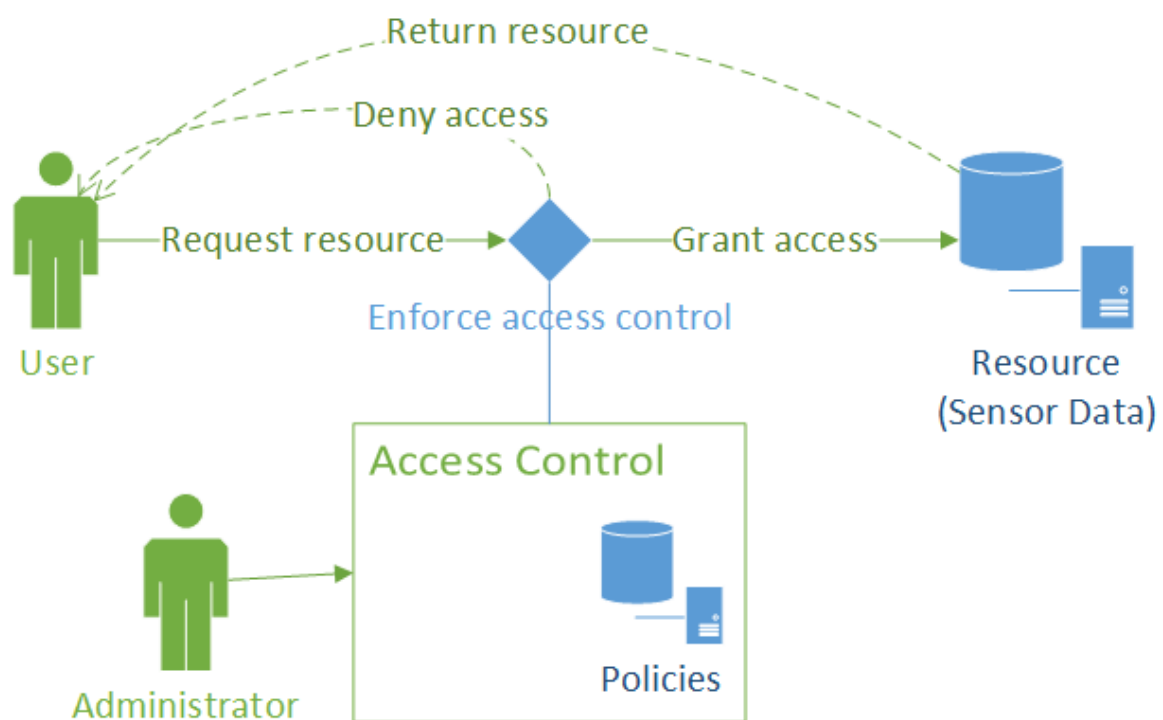 Return resource
Deny access
Request resource
Grant access
Enforce access control
User
Resource
(Sensor Data)
Access Control
Policies
Administrator